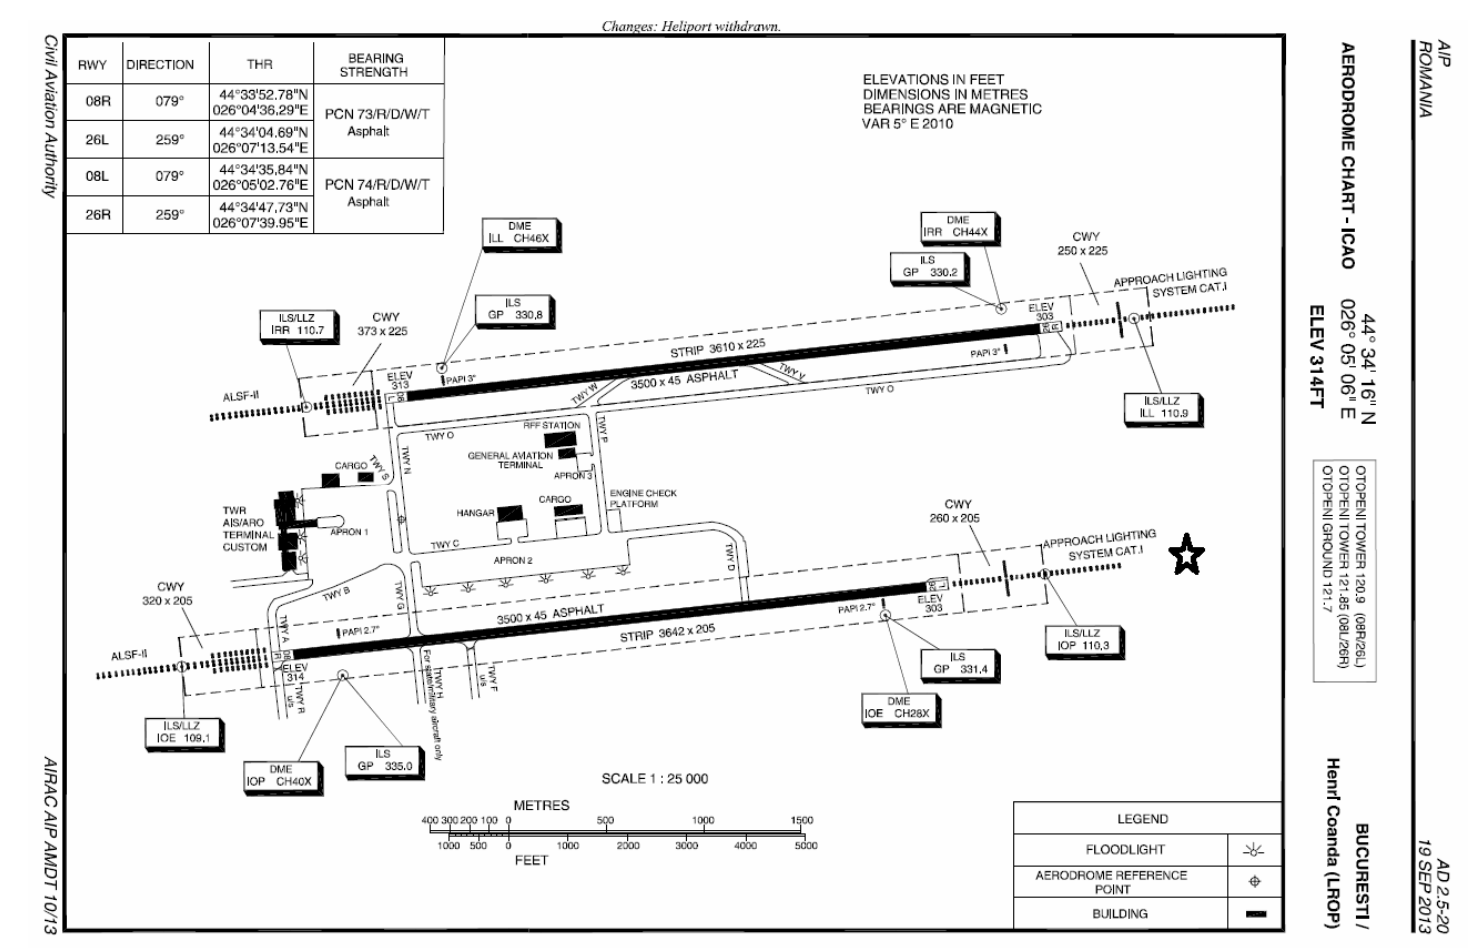 Changes: Heliport withdrawn.
AIP
ROMANIA
AERODROME CHART - ICAO
44° 34' 16" N
026° 05' 06" E
ELEV 314FT
OTOPENI TOWER 120.9 (08R/26L)
OTOPENI TOWER 121.85 (08L/26R)
OTOPENI GROUND 121.7
BUCURESTI /
Henri Coanda (LROP)
AD 2.5-20
19 SEP 2013
Civil Aviation Authority
AIRAC AIP AMDT 10/13
RWY DIRECTION THR BEARING STRENGTH
08R 079° 44°33'52.78"N 026°04'36,29"E PCN 73/R/D/W/T Asphalt
26L 259° 44°34'04.69"N 026°07'13.54"E
08L 079° 44°34'35,84"N 026°05'02.76"E PCN 74/R/D/W/T Asphalt
26R 259° 44°34'47,73"N 026°07'39.95"E
ELEVATIONS IN FEET
DIMENSIONS IN METRES
BEARINGS ARE MAGNETIC
VAR 5° E 2010
DME
ILL CH46X
DME
IRR CH44X
ILS
GP 330.2
CWY
250 x 225
APPROACH LIGHTING
SYSTEM CAT.I
ILS
GP 330,8
ILS/LLZ
IRR 110.7
CWY
373 x 225
ELEV
303
26
R
STRIP 3610 x 225
PAPI 3°
PAPI 3°
ELEV
313
08
L
ALSF-II
3500 x 45 ASPHALT
TWY V
TWY W
TWY O
ILS/LLZ
ILL 110.9
TWY O
TWY P
RFF STATION
GENERAL AVIATION
TERMINAL
APRON 3
TWY N
TWY S
CARGO
ENGINE CHECK
PLATFORM
CARGO
HANGAR
TWR
AIS/ARO
TERMINAL
CUSTOM
APRON 1
TWY C
APRON 2
TWY D
CWY
260 x 205
APPROACH LIGHTING
SYSTEM CAT.I
CWY
320 x 205
TWY B
TWY G
TWY A
3500 x 45 ASPHALT
STRIP 3642 x 205
PAPI 2.7°
PAPI 2.7°
26
L
ELEV
303
ALSF-II
08
R
ELEV
314
TWY R
u/s
TWY H
For state/military aircraft only
TWY F
u/s
ILS/LLZ
IOP 110,3
ILS
GP 331,4
DME
IOE CH28X
ILS/LLZ
IOE 109.1
DME
IOP CH40X
ILS
GP 335.0
SCALE 1 : 25 000
METRES
400 300 200 100 0 500 1000 1500
1000 500 0 1000 2000 3000 4000 5000
FEET
LEGEND
FLOODLIGHT
AERODROME REFERENCE
POINT
BUILDING